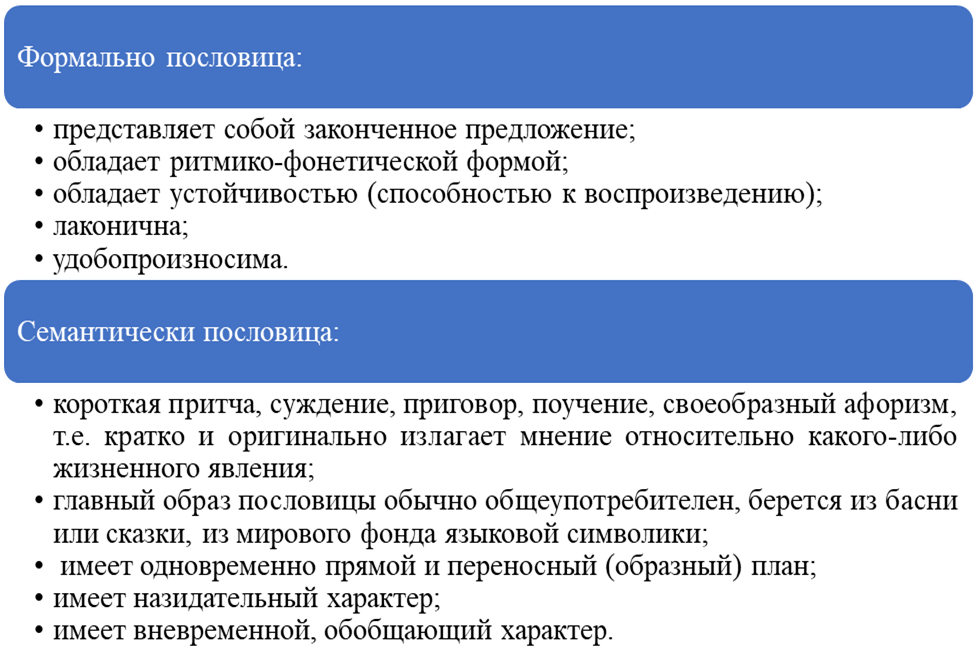 Формально пословица:
• представляет собой законченное предложение;
• обладает ритмико-фонетической формой;
• обладает устойчивостью (способностью к воспроизведению);
• лаконична;
• удобопроизносима.
Семантически пословица:
• короткая притча, суждение, приговор, поучение, своеобразный афоризм,
т.е. кратко и оригинально излагает мнение относительно какого-либо
жизненного явления;
• главный образ пословицы обычно общеупотребителен, берется из басни
или сказки, из мирового фонда языковой символики;
• имеет одновременно прямой и переносный (образный) план;
• имеет назидательный характер;
• имеет вневременной, обобщающий характер.